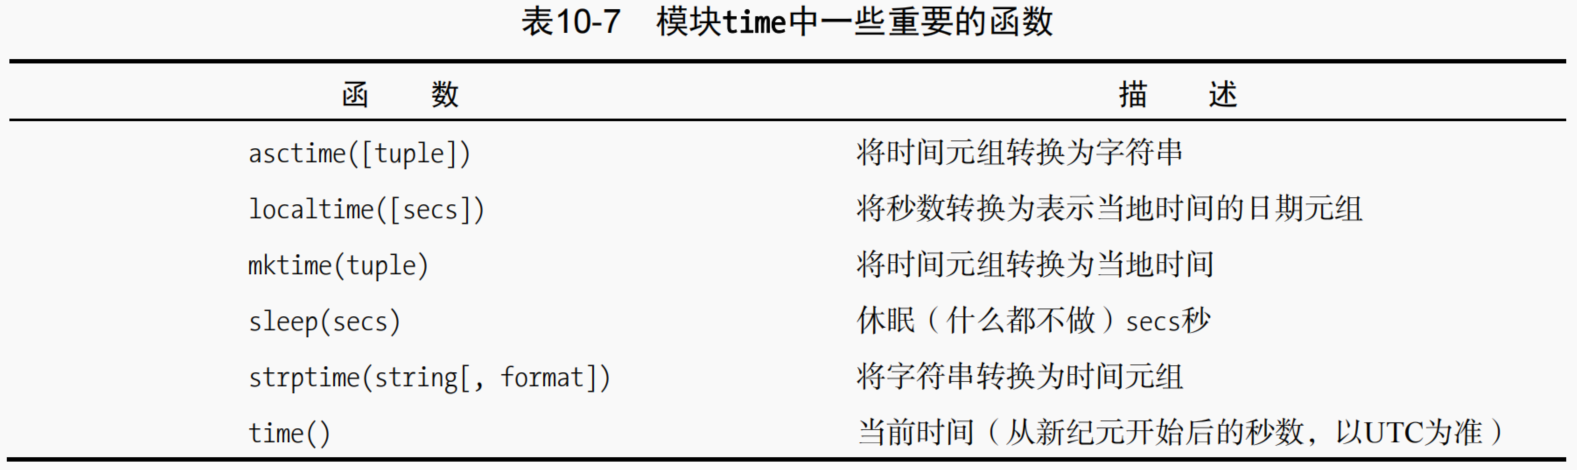 表10-7 模块time中一些重要的函数
函 数 描 述
asctime([tuple]) 将时间元组转换为字符串
localtime([secs]) 将秒数转换为表示当地时间的日期元组
mktime(tuple) 将时间元组转换为当地时间
sleep(secs) 休眠（什么都不做）secs秒
strptime(string[, format]) 将字符串转换为时间元组
time() 当前时间（从新纪元开始后的秒数，以UTC为准）